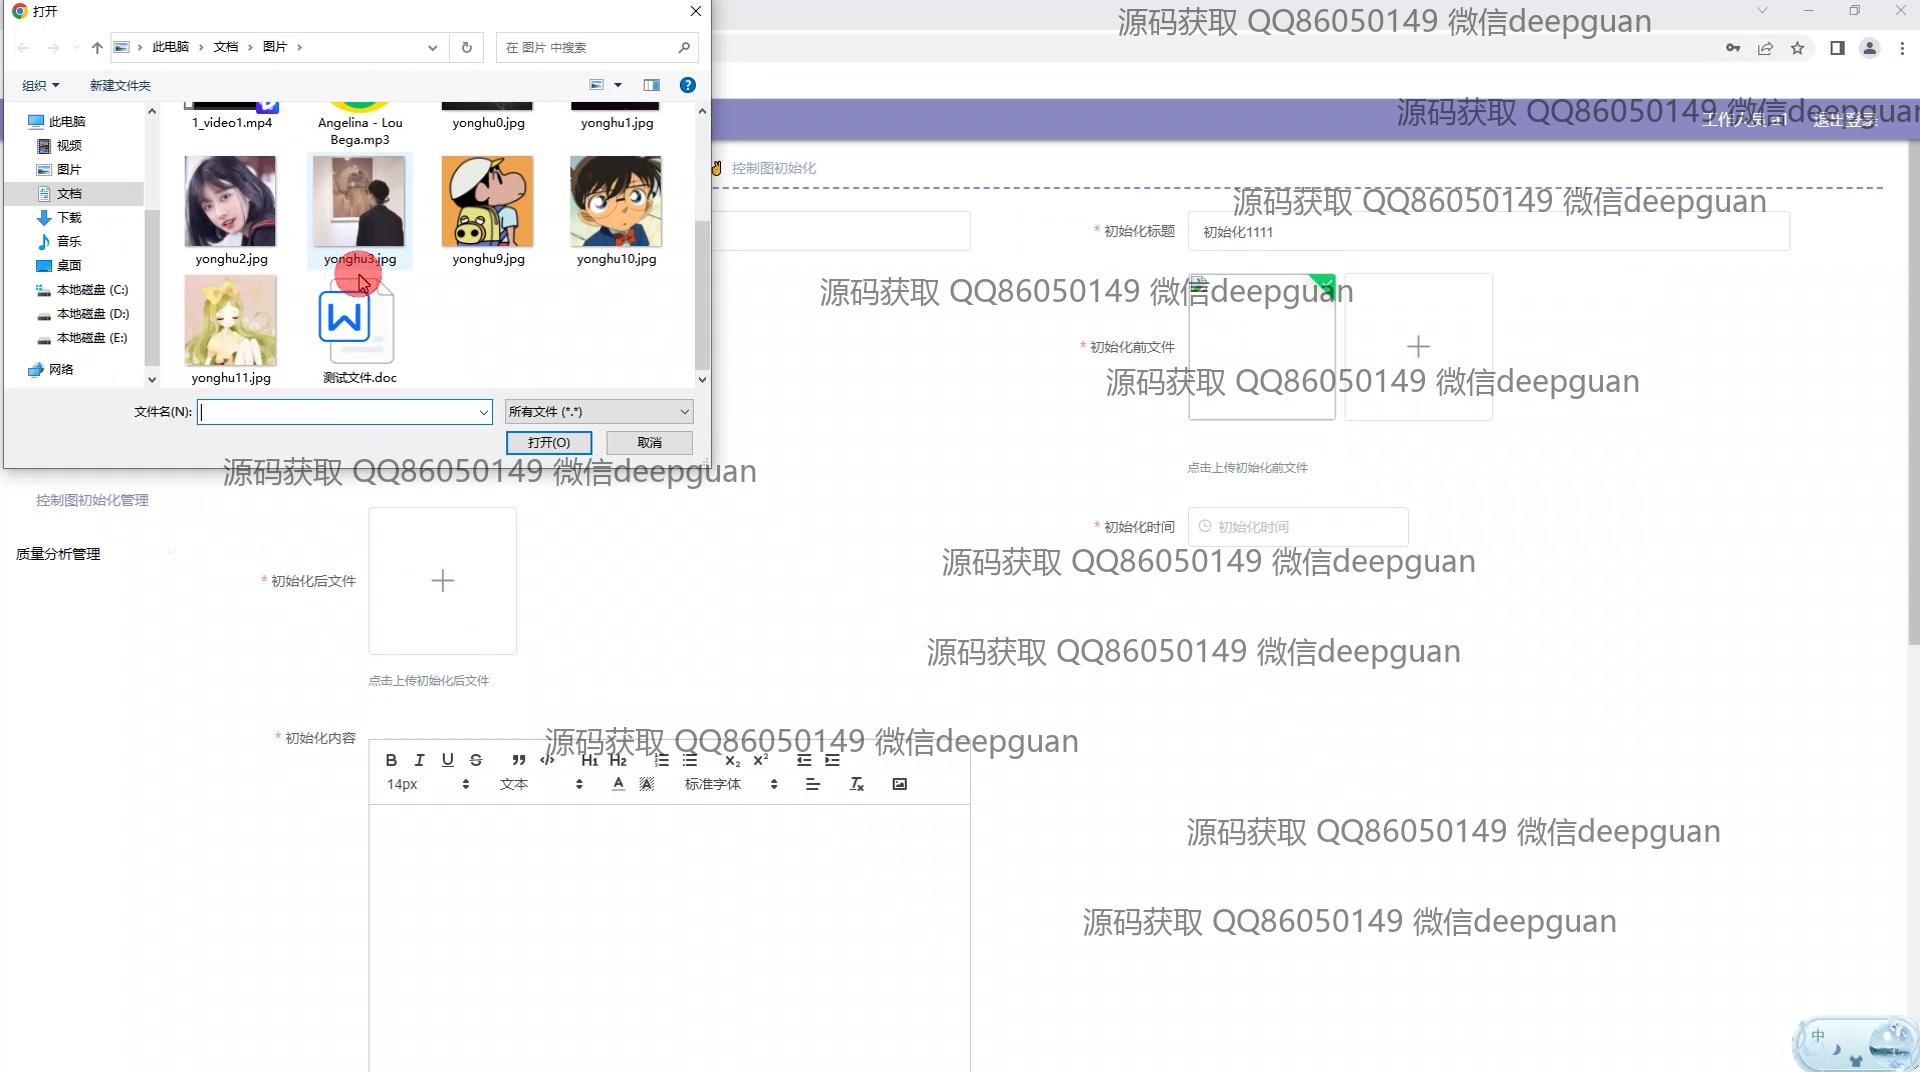 打开
此电脑 › 文档 › 图片 ›
在 图片 中搜索
组织
新建文件夹
此电脑
视频
图片
文档
下载
音乐
桌面
本地磁盘 (C:)
本地磁盘 (D:)
本地磁盘 (E:)
网络
1_video1.mp4
Angelina - Lou Bega.mp3
yonghu0.jpg
yonghu1.jpg
yonghu2.jpg
yonghu3.jpg
yonghu9.jpg
yonghu10.jpg
yonghu11.jpg
测试文件.doc
文件名(N):
所有文件 (*.*)
打开(O)
取消
源码获取 QQ86050149 微信deepguan
源码获取 QQ86050149 微信deepguan
退出登录
控制图初始化
源码获取 QQ86050149 微信deepguan
* 初始化标题
初始化1111
源码获取 QQ86050149 微信deepguan
* 初始化前文件
源码获取 QQ86050149 微信deepguan
点击上传初始化前文件
源码获取 QQ86050149 微信deepguan
控制图初始化管理
质量分析管理
* 初始化时间
初始化时间
源码获取 QQ86050149 微信deepguan
* 初始化后文件
源码获取 QQ86050149 微信deepguan
点击上传初始化后文件
* 初始化内容
源码获取 QQ86050149 微信deepguan
B I U S H1 H2
14px 文本 标准字体
源码获取 QQ86050149 微信deepguan
源码获取 QQ86050149 微信deepguan
中